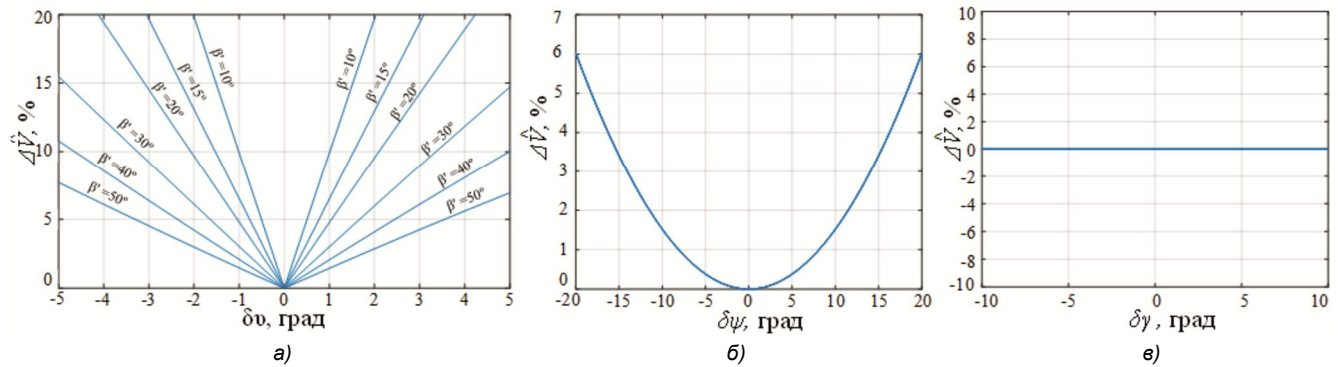 20
15
10
5
0
ΔV̂, %
β'=10°
β'=15°
β'=20°
β'=30°
β'=40°
β'=50°
β'=10°
β'=15°
β'=20°
β'=30°
β'=40°
β'=50°
-5 -4 -3 -2 -1 0 1 2 3 4 5
δυ, град
а)
7
6
5
4
3
2
1
0
ΔV̂, %
-20 -15 -10 -5 0 5 10 15 20
δψ, град
б)
10
8
6
4
2
0
-2
-4
-6
-8
-10
ΔV̂, %
-10 -5 0 5 10
δγ, град
в)